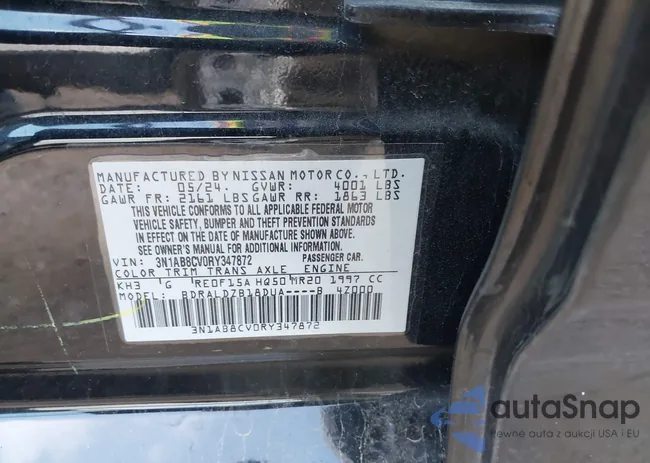 MANUFACTURED BY NISSAN MOTOR CO., LTD.
DATE: 05/24. GVWR: 4001 LBS
GAWR FR: 2161 LBS GAWR RR: 1863 LBS
THIS VEHICLE CONFORMS TO ALL APPLICABLE FEDERAL MOTOR
VEHICLE SAFETY, BUMPER AND THEFT PREVENTION STANDARDS
IN EFFECT ON THE DATE OF MANUFACTURE SHOWN ABOVE.
SEE OWNER'S MANUAL FOR ADDITIONAL INFORMATION.
VIN: 3N1AB8CV0RY347872 PASSENGER CAR.
COLOR TRIM TRANS AXLE ENGINE
KH3 G RE0F15A HQ50 MR20 1997 CC
MODEL: BDRALDZB18DUA----B 4Z000
3N1AB8CV0RY347872
autaSnap
Pewne auta z aukcji USA i EU